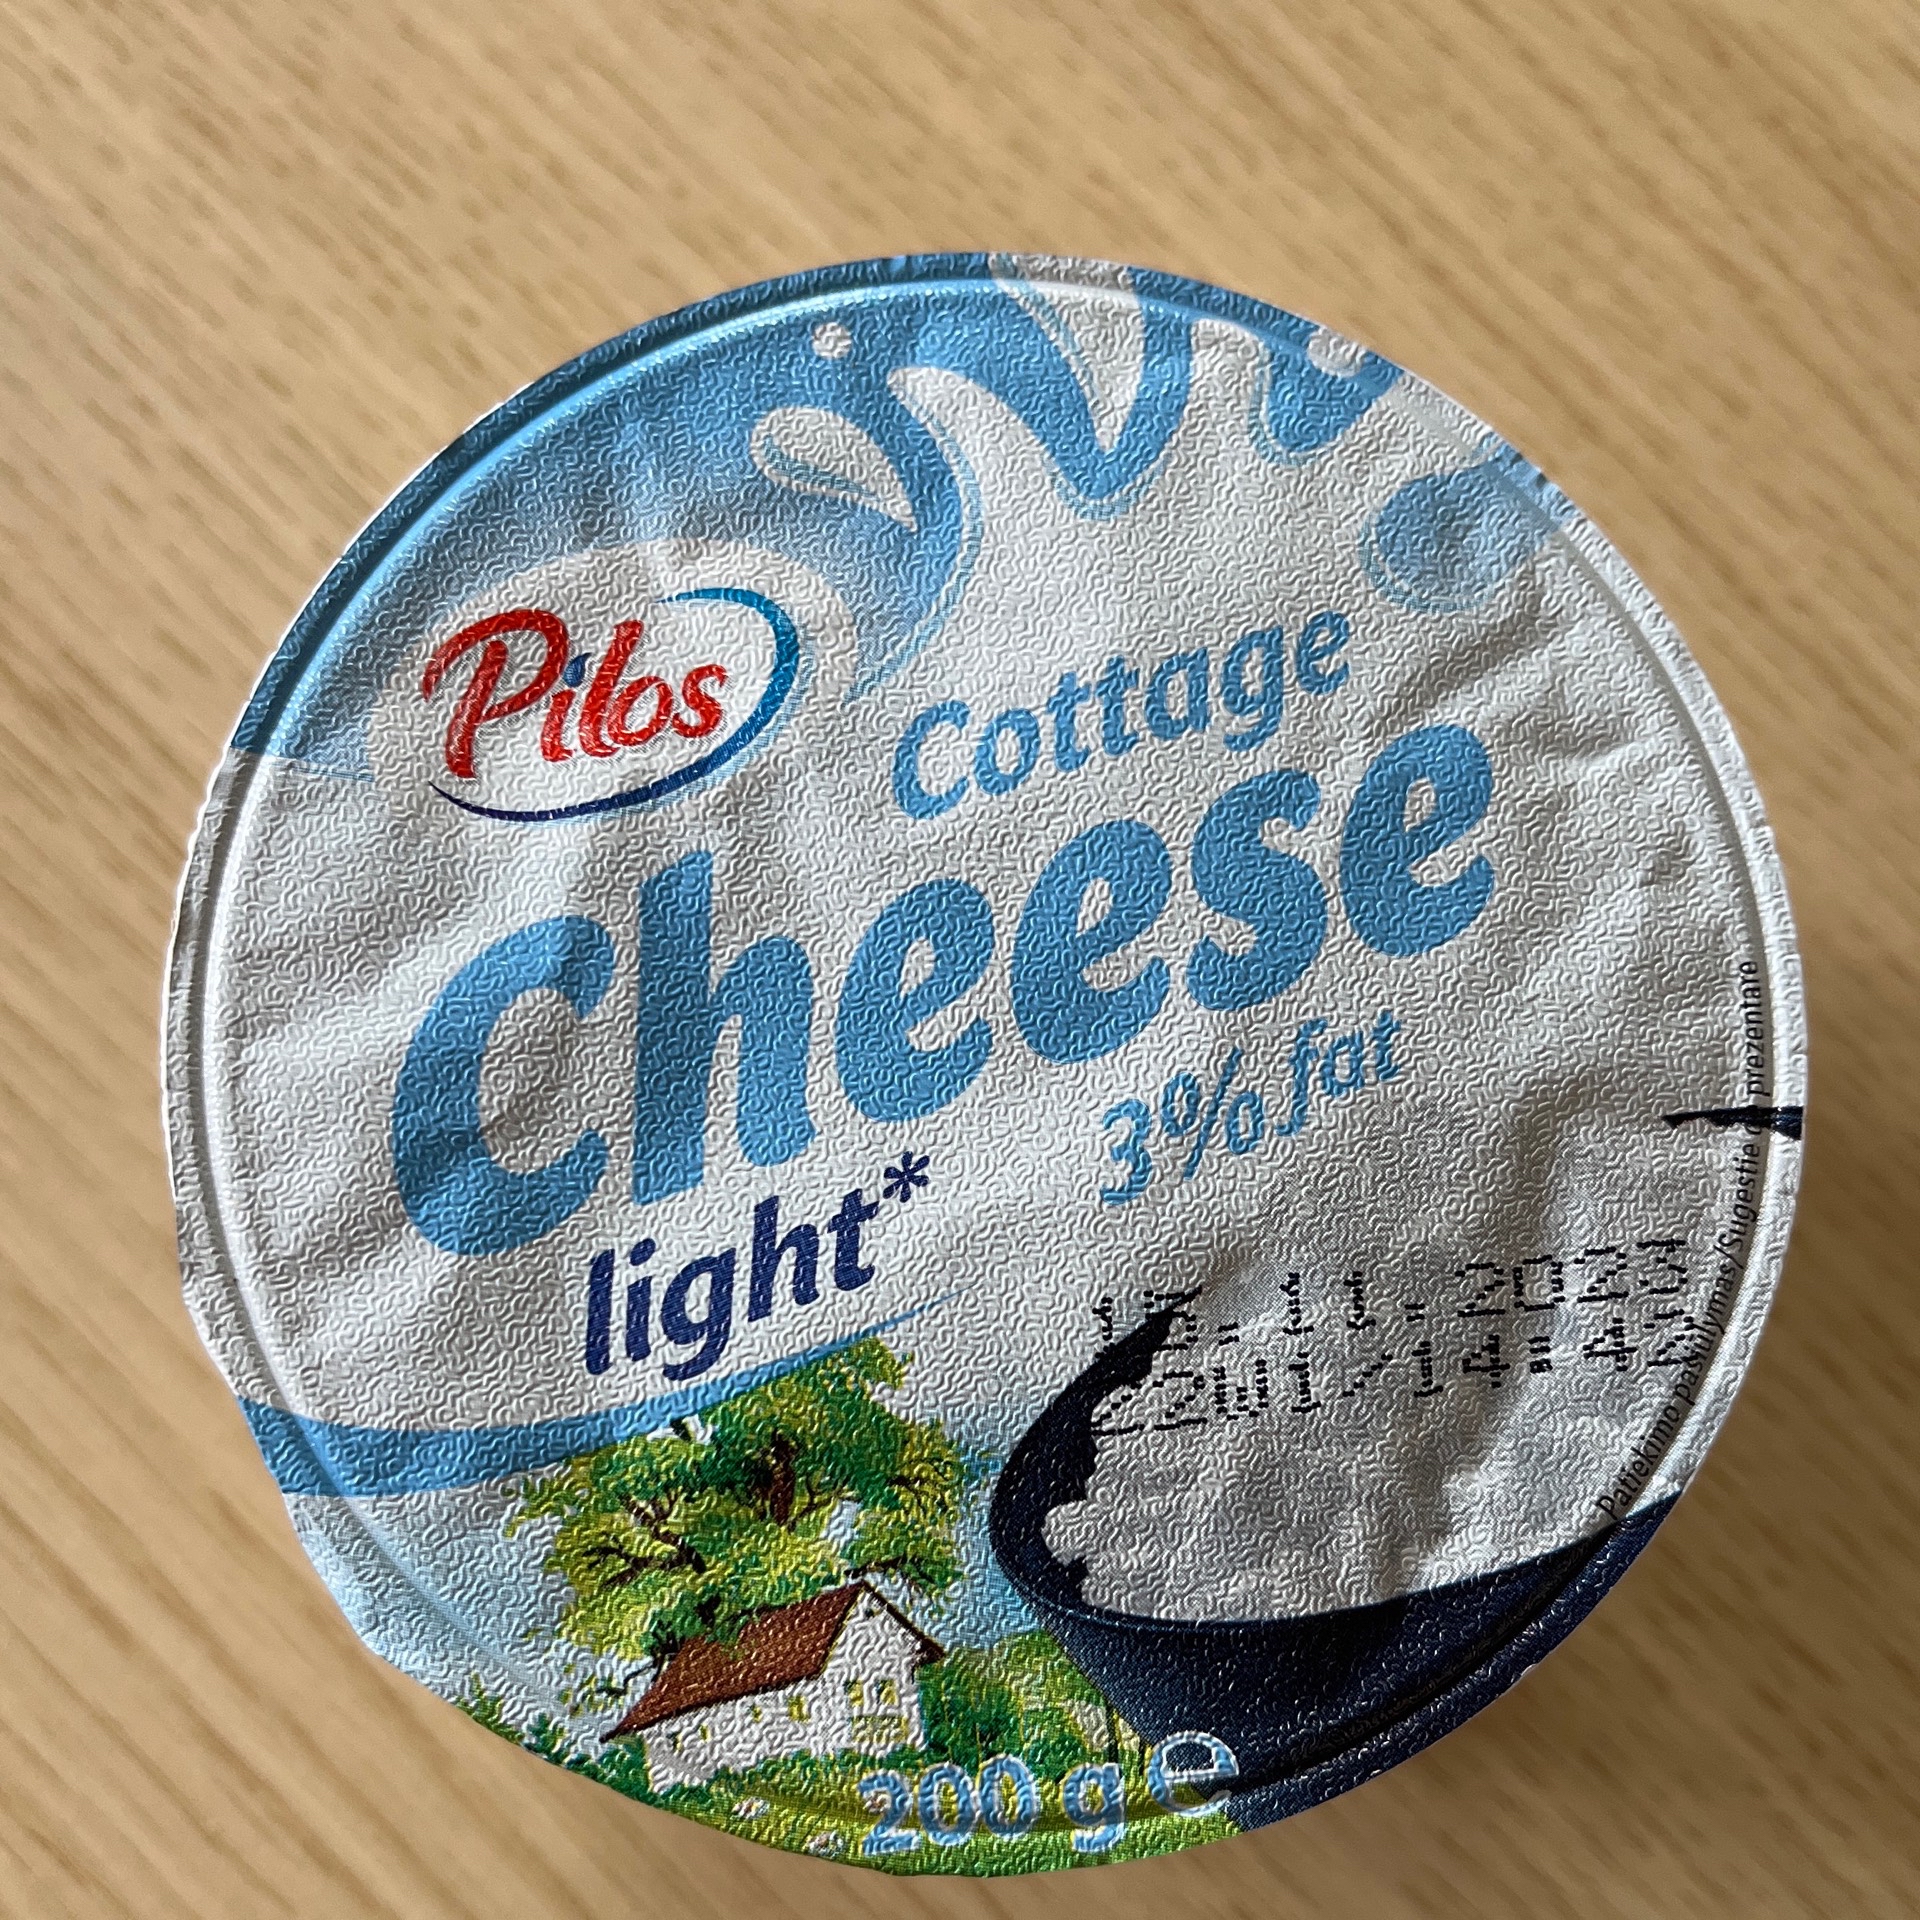 Pilos
Cottage
cheese
3% fat
light*
Patiekimo pasiūlymas/Sugestie de prezentare
200 g e